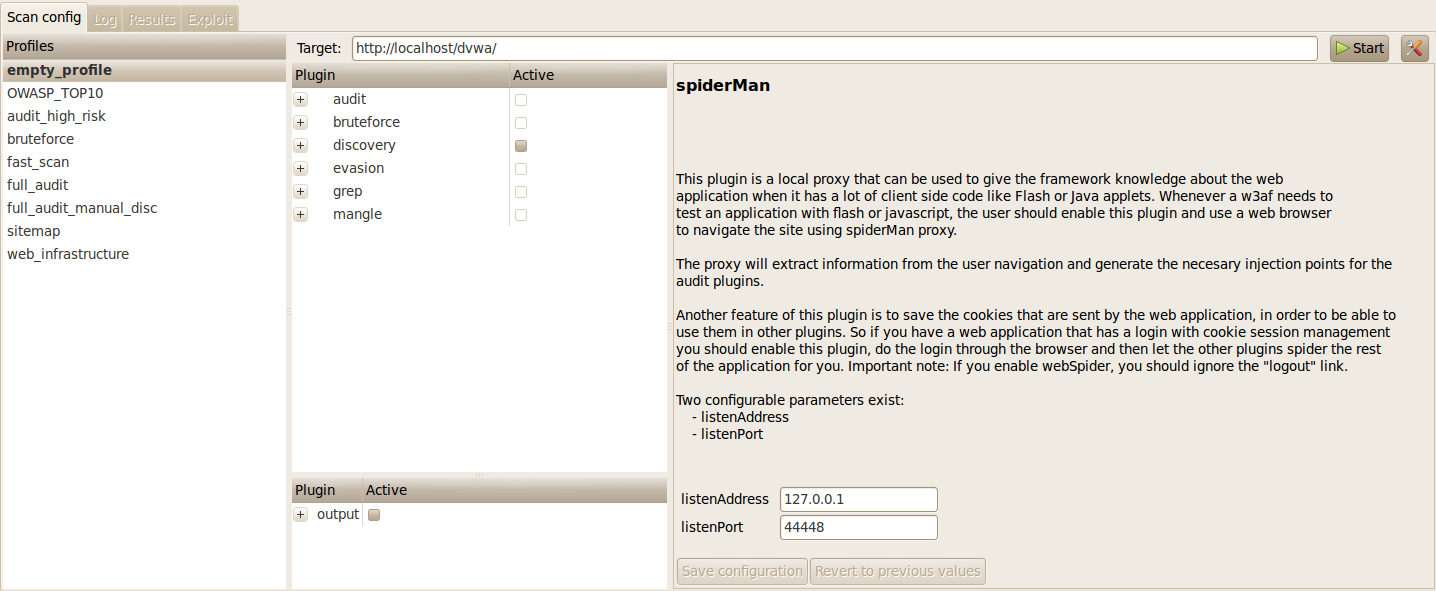 Scan config Log Results Exploit
Profiles
empty_profile
OWASP_TOP10
audit_high_risk
bruteforce
fast_scan
full_audit
full_audit_manual_disc
sitemap
web_infrastructure
Target: http://localhost/dvwa/ Start
Plugin Active
audit
bruteforce
discovery
evasion
grep
mangle
Plugin Active
output
spiderMan
This plugin is a local proxy that can be used to give the framework knowledge about the web
application when it has a lot of client side code like Flash or Java applets. Whenever a w3af needs to
test an application with flash or javascript, the user should enable this plugin and use a web browser
to navigate the site using spiderMan proxy.
The proxy will extract information from the user navigation and generate the necesary injection points for the
audit plugins.
Another feature of this plugin is to save the cookies that are sent by the web application, in order to be able to
use them in other plugins. So if you have a web application that has a login with cookie session management
you should enable this plugin, do the login through the browser and then let the other plugins spider the rest
of the application for you. Important note: If you enable webSpider, you should ignore the "logout" link.
Two configurable parameters exist:
- listenAddress
- listenPort
listenAddress 127.0.0.1
listenPort 44448
Save configuration Revert to previous values